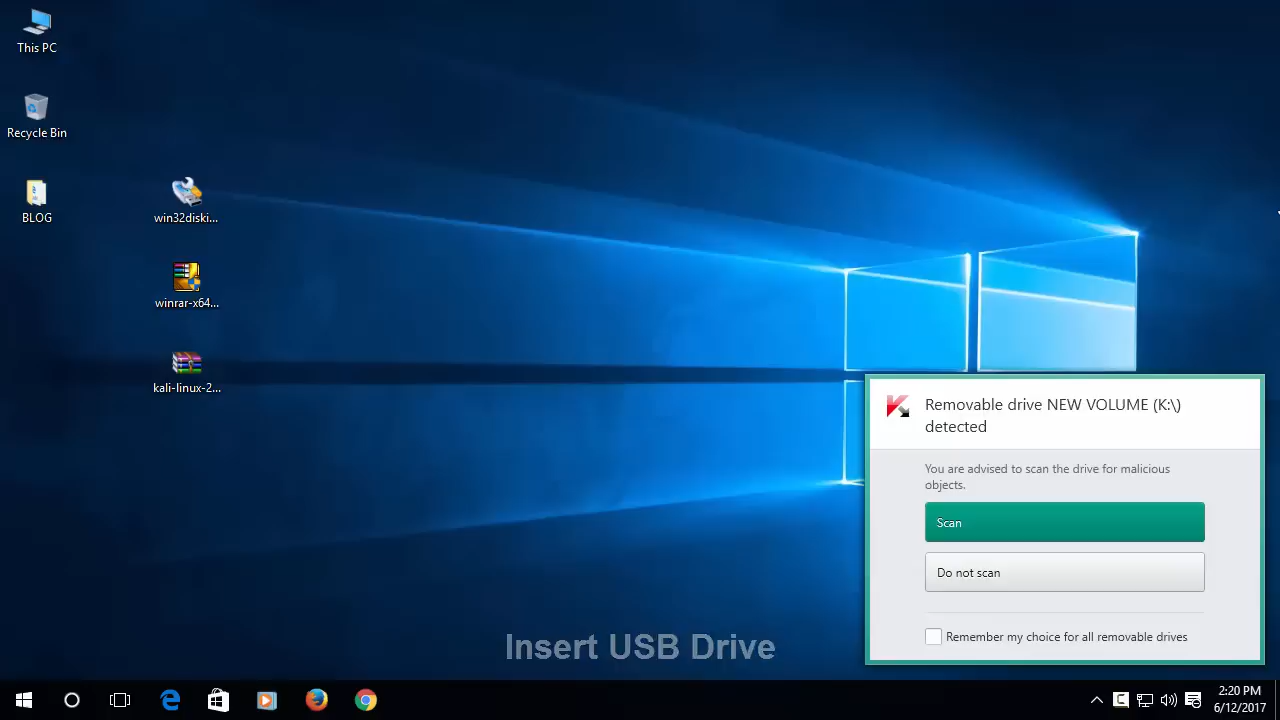 This PC
Recycle Bin
BLOG
win32diski...
winrar-x64...
kali-linux-2...
Removable drive NEW VOLUME (K:\)
detected
You are advised to scan the drive for malicious
objects.
Scan
Do not scan
Remember my choice for all removable drives
Insert USB Drive
2:20 PM
6/12/2017